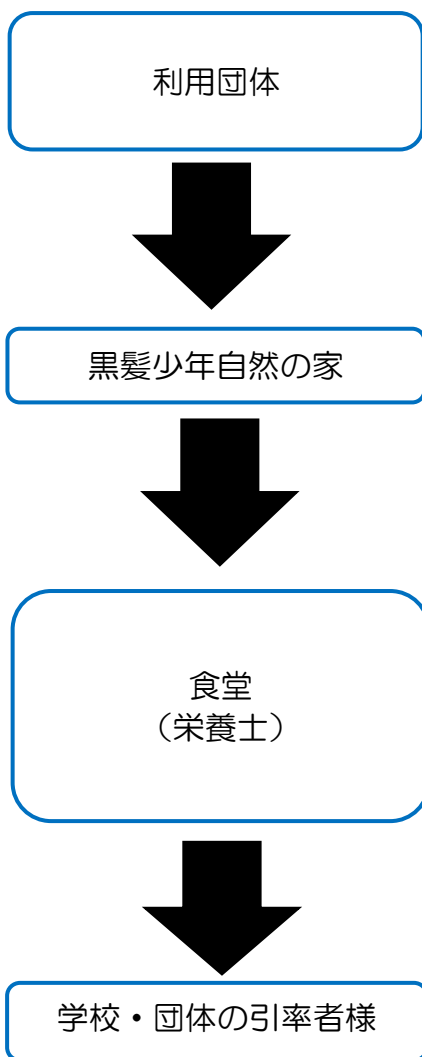 利用団体
黒髪少年自然の家
食堂
（栄養士）
学校・団体の引率者様